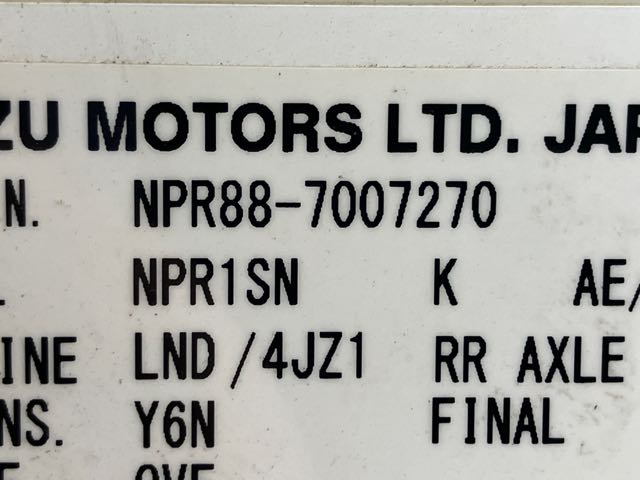 ZU MOTORS LTD. JAP
N. NPR88-7007270
NPR1SN K AE/
INE LND/4JZ1 RR AXLE
NS. Y6N FINAL